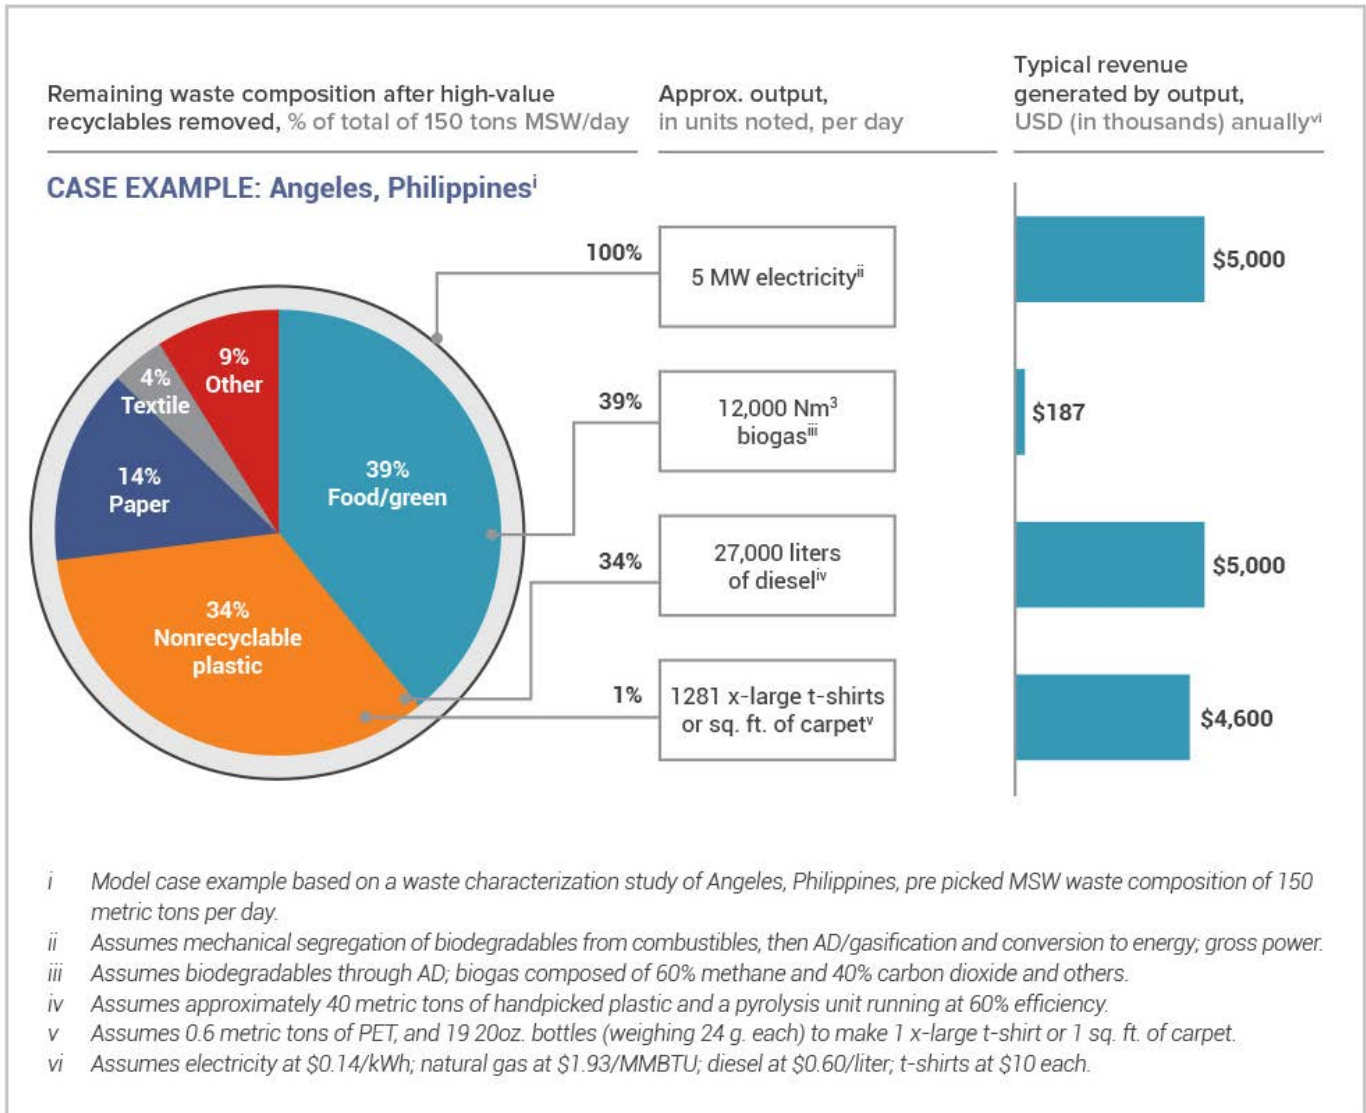 Remaining waste composition after high-value
recyclables removed, % of total of 150 tons MSW/day
Approx. output,
in units noted, per day
Typical revenue
generated by output,
USD (in thousands) anuallyvi
CASE EXAMPLE: Angeles, Philippinesi
9%
Other
4%
Textile
14%
Paper
39%
Food/green
34%
Nonrecyclable
plastic
100%
5 MW electricityii
$5,000
39%
12,000 Nm3
biogasiii
$187
34%
27,000 liters
of dieseliv
$5,000
1%
1281 x-large t-shirts
or sq. ft. of carpetv
$4,600
i Model case example based on a waste characterization study of Angeles, Philippines, pre picked MSW waste composition of 150
metric tons per day.
ii Assumes mechanical segregation of biodegradables from combustibles, then AD/gasification and conversion to energy; gross power.
iii Assumes biodegradables through AD; biogas composed of 60% methane and 40% carbon dioxide and others.
iv Assumes approximately 40 metric tons of handpicked plastic and a pyrolysis unit running at 60% efficiency.
v Assumes 0.6 metric tons of PET, and 19 20oz. bottles (weighing 24 g. each) to make 1 x-large t-shirt or 1 sq. ft. of carpet.
vi Assumes electricity at $0.14/kWh; natural gas at $1.93/MMBTU; diesel at $0.60/liter; t-shirts at $10 each.